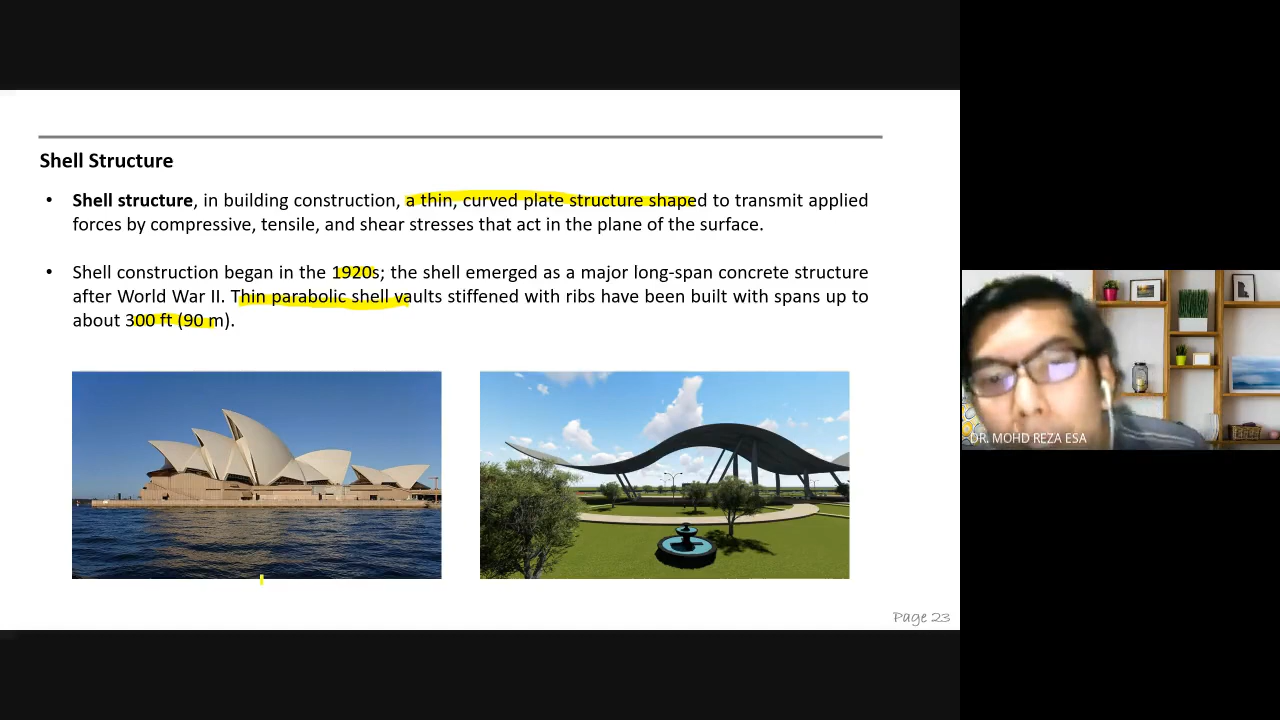 Shell Structure
• Shell structure, in building construction, a thin, curved plate structure shaped to transmit applied
forces by compressive, tensile, and shear stresses that act in the plane of the surface.
• Shell construction began in the 1920s; the shell emerged as a major long-span concrete structure
after World War II. Thin parabolic shell vaults stiffened with ribs have been built with spans up to
about 300 ft (90 m).
Page 23
DR. MOHD REZA ESA